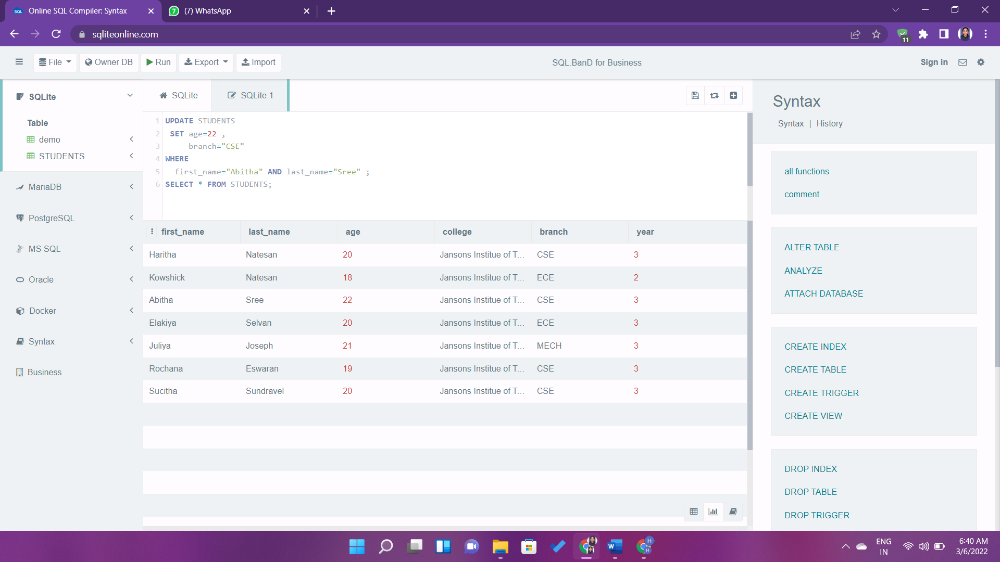 Online SQL Compiler: Syntax
(7) WhatsApp
sqliteonline.com
11
File
Owner DB
Run
Export
Import
SQL.BanD for Business
Sign in
SQLite
Table
demo
STUDENTS
MariaDB
PostgreSQL
MS SQL
Oracle
Docker
Syntax
Business
SQLite
SQLite.1
1 UPDATE STUDENTS
2 SET age=22 ,
3 branch="CSE"
4 WHERE
5 first_name="Abitha" AND last_name="Sree" ;
6 SELECT * FROM STUDENTS;
first_name last_name age college branch year
Haritha Natesan 20 Jansons Institue of T... CSE 3
Kowshick Natesan 18 Jansons Institue of T... ECE 2
Abitha Sree 22 Jansons Institue of T... CSE 3
Elakiya Selvan 20 Jansons Institue of T... ECE 3
Juliya Joseph 21 Jansons Institue of T... MECH 3
Rochana Eswaran 19 Jansons Institue of T... CSE 3
Sucitha Sundravel 20 Jansons Institue of T... CSE 3
Syntax
Syntax | History
all functions
comment
ALTER TABLE
ANALYZE
ATTACH DATABASE
CREATE INDEX
CREATE TABLE
CREATE TRIGGER
CREATE VIEW
DROP INDEX
DROP TABLE
DROP TRIGGER
ENG
IN
6:40 AM
3/6/2022